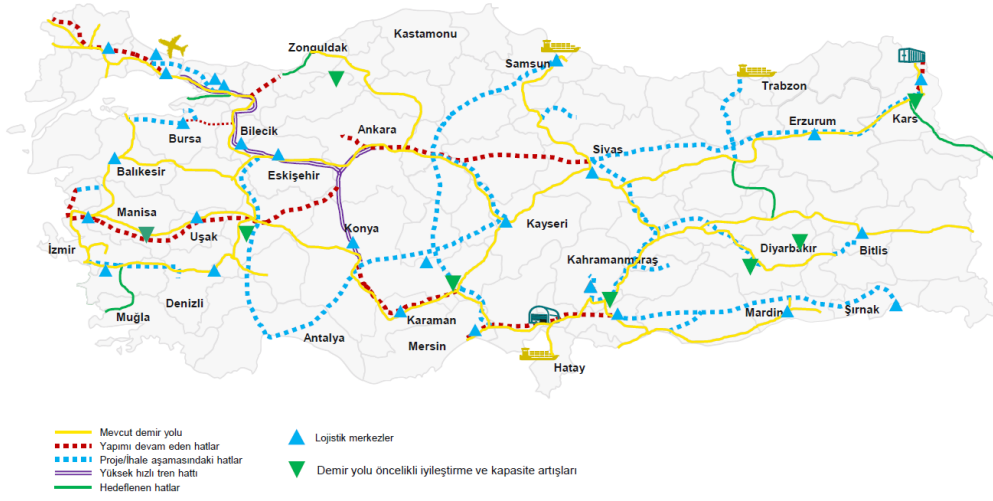 Kastamonu
Zonguldak
Samsun
Trabzon
Kars
Erzurum
Bursa
Bilecik
Ankara
Sivas
Balıkesir
Eskişehir
Manisa
Uşak
Konya
Kayseri
İzmir
Kahramanmaraş
Diyarbakır
Bitlis
Denizli
Muğla
Antalya
Karaman
Mersin
Mardin
Şırnak
Hatay
Mevcut demir yolu
Yapımı devam eden hatlar
Proje/İhale aşamasındaki hatlar
Yüksek hızlı tren hattı
Hedeflenen hatlar
Lojistik merkezler
Demir yolu öncelikli iyileştirme ve kapasite artışları